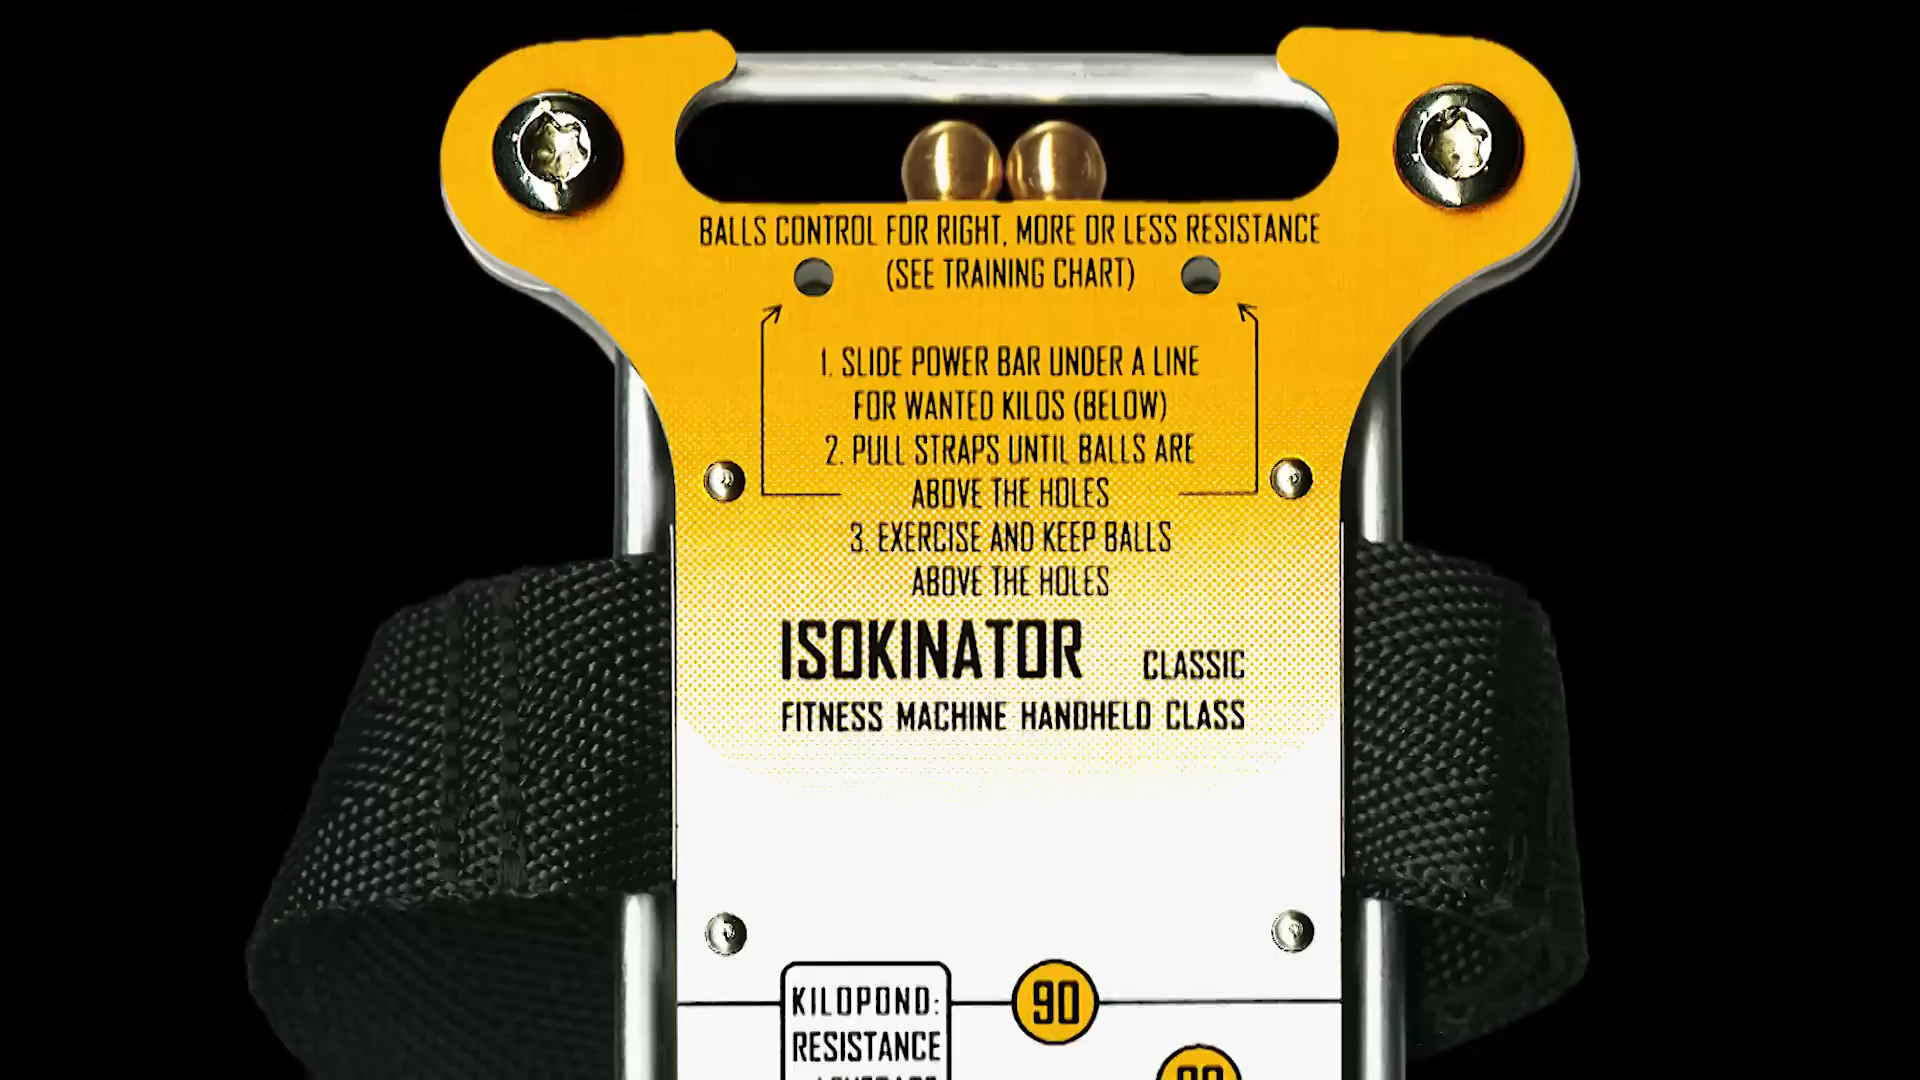 BALLS CONTROL FOR RIGHT, MORE OR LESS RESISTANCE
(SEE TRAINING CHART)
1. SLIDE POWER BAR UNDER A LINE
FOR WANTED KILOS (BELOW)
2. PULL STRAPS UNTIL BALLS ARE
ABOVE THE HOLES
3. EXERCISE AND KEEP BALLS
ABOVE THE HOLES
ISOKINATOR CLASSIC
FITNESS MACHINE HANDHELD CLASS
KILOPOND: 90
RESISTANCE